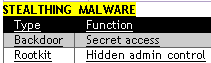 STEALTHING MALWARE
Type Function
Backdoor Secret access
Rootkit Hidden admin control